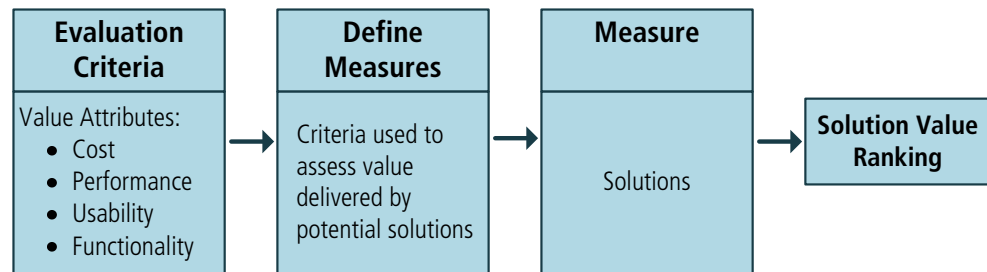 Evaluation
Criteria
Value Attributes:
• Cost
• Performance
• Usability
• Functionality
Define
Measures
Criteria used to
assess value
delivered by
potential solutions
Measure
Solutions
Solution Value
Ranking